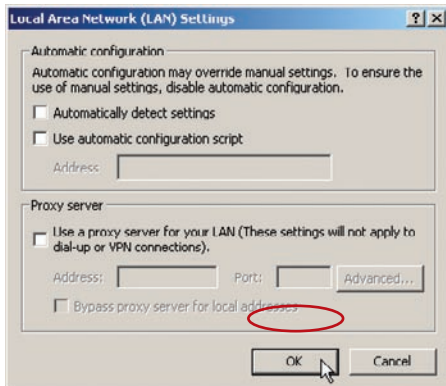 Local Area Network (LAN) Settings
Automatic configuration
Automatic configuration may override manual settings. To ensure the
use of manual settings, disable automatic configuration.
Automatically detect settings
Use automatic configuration script
Address
Proxy server
Use a proxy server for your LAN (These settings will not apply to
dial-up or VPN connections).
Address: Port: Advanced...
Bypass proxy server for local addresses
OK Cancel